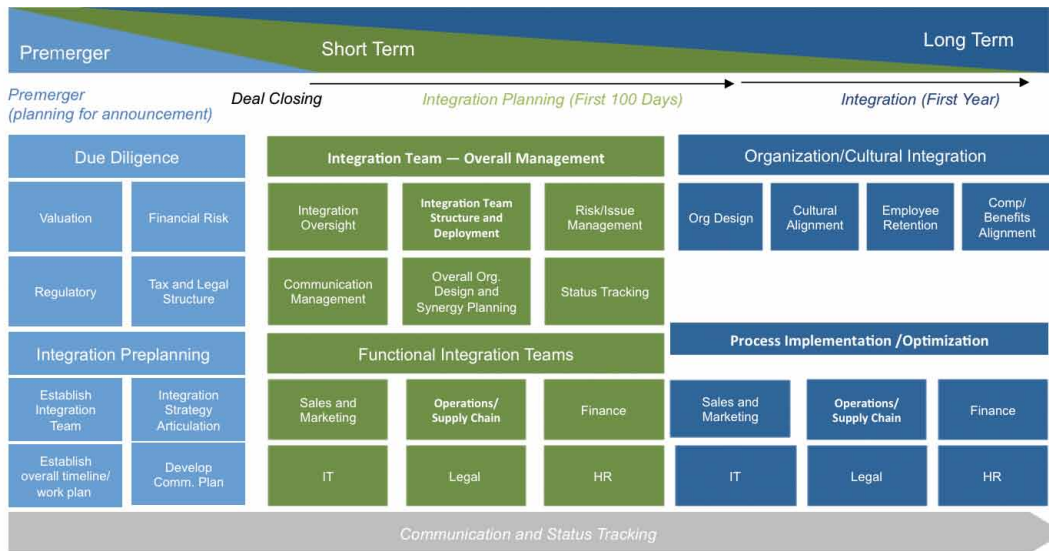 Premerger
Short Term
Long Term
Premerger
(planning for announcement)
Deal Closing
Integration Planning (First 100 Days)
Integration (First Year)
Due Diligence
Valuation
Financial Risk
Regulatory
Tax and Legal
Structure
Integration Preplanning
Establish
Integration
Team
Integration
Strategy
Articulation
Establish
overall timeline/
work plan
Develop
Comm. Plan
Integration Team — Overall Management
Integration
Oversight
Integration Team
Structure and
Deployment
Risk/Issue
Management
Communication
Management
Overall Org.
Design and
Synergy Planning
Status Tracking
Functional Integration Teams
Sales and
Marketing
Operations/
Supply Chain
Finance
IT
Legal
HR
Organization/Cultural Integration
Org Design
Cultural
Alignment
Employee
Retention
Comp/
Benefits
Alignment
Process Implementation /Optimization
Sales and
Marketing
Operations/
Supply Chain
Finance
IT
Legal
HR
Communication and Status Tracking